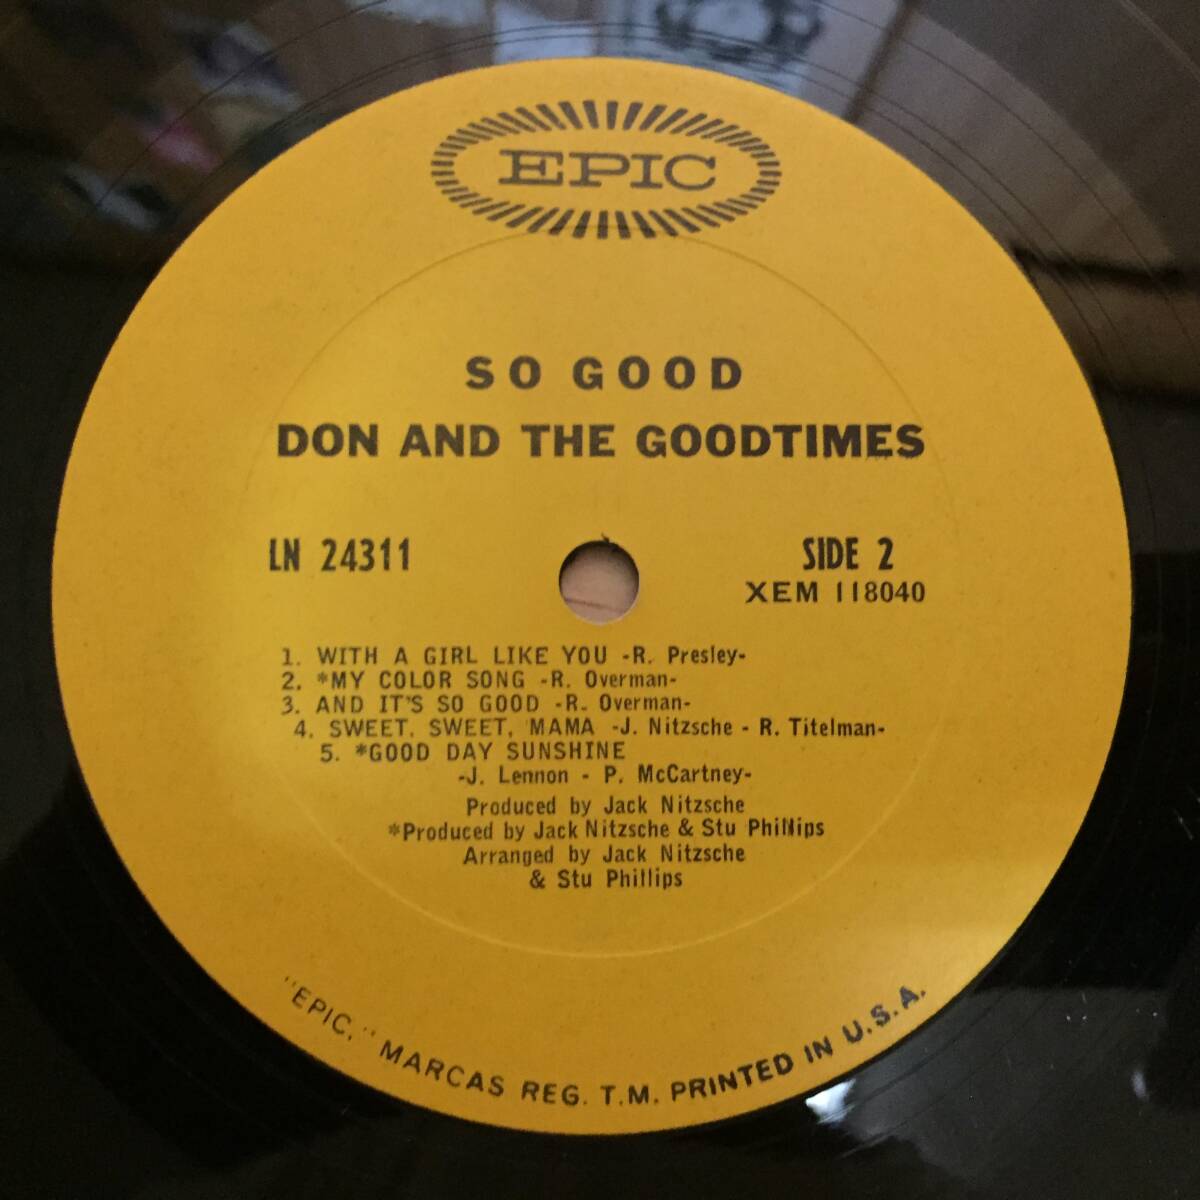 EPIC
SO GOOD
DON AND THE GOODTIMES
LN 24311
SIDE 2
XEM 118040
1. WITH A GIRL LIKE YOU -R. Presley-
2. *MY COLOR SONG -R. Overman-
3. AND IT'S SO GOOD -R. Overman-
4. SWEET, SWEET, MAMA -J. Nitzsche - R. Titelman-
5. *GOOD DAY SUNSHINE
-J. Lennon - P. McCartney-
Produced by Jack Nitzsche
*Produced by Jack Nitzsche & Stu Phillips
Arranged by Jack Nitzsche
& Stu Phillips
"EPIC," MARCAS REG. T.M. PRINTED IN U.S.A.